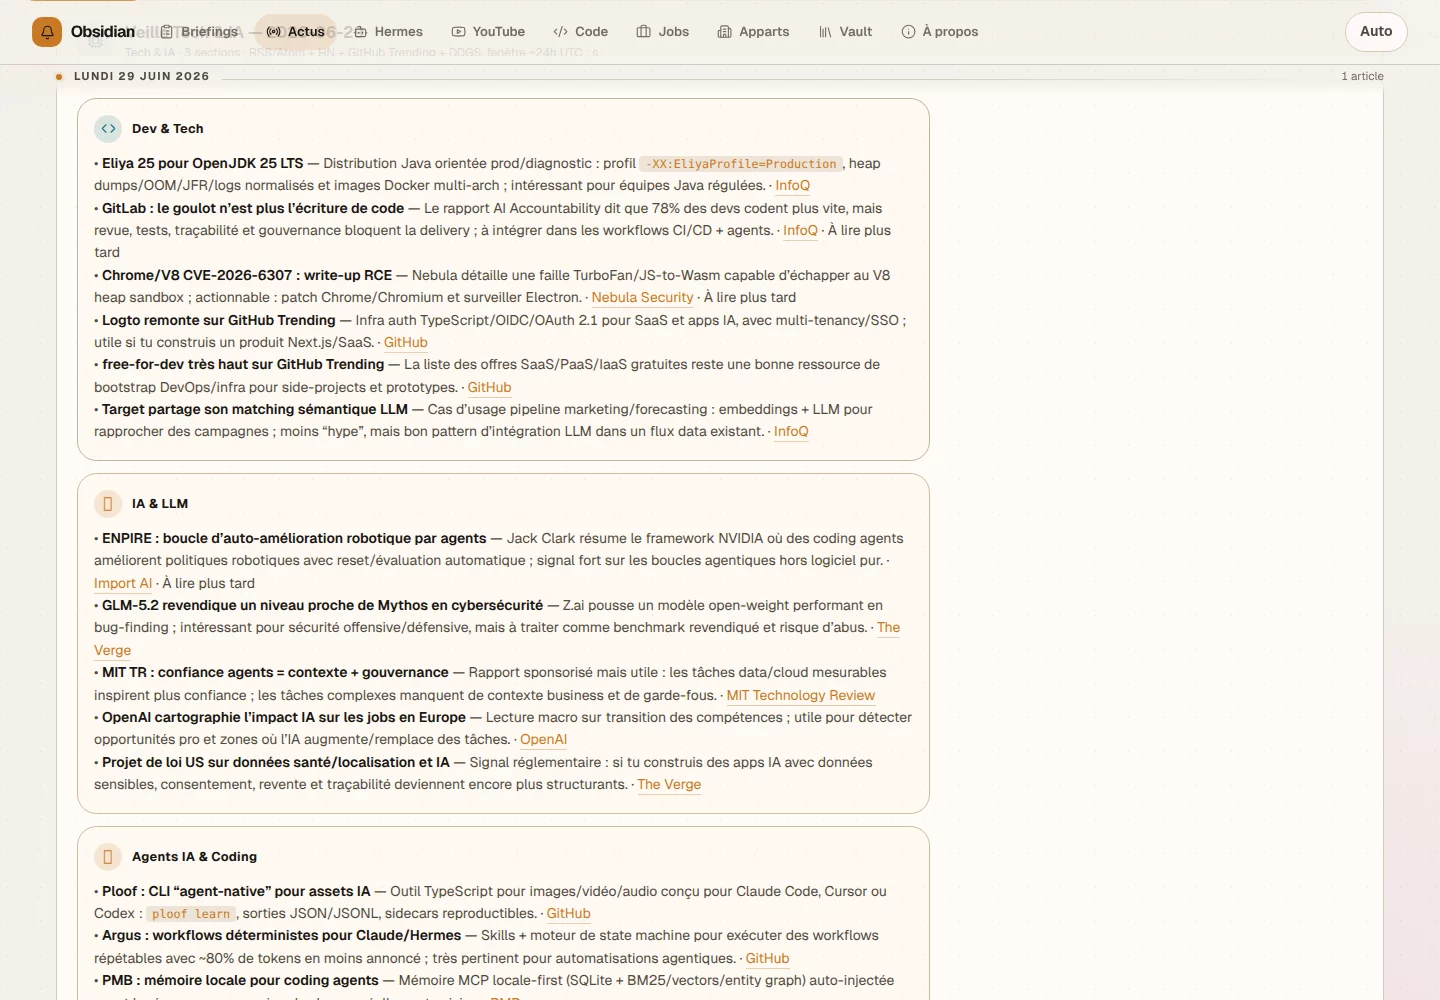 Obsidian
Briefings
Actus
Hermes
YouTube
Code
Jobs
Apparts
Vault
À propos
Auto
Tech & IA · 3 sections · RSS/Atom + HN + GitHub Trending + DDGS, fenêtre ~24h UTC : s
LUNDI 29 JUIN 2026
1 article
Dev & Tech
• Eliya 25 pour OpenJDK 25 LTS — Distribution Java orientée prod/diagnostic : profil -XX:EliyaProfile=Production, heap
dumps/OOM/JFR/logs normalisés et images Docker multi-arch ; intéressant pour équipes Java régulées. · InfoQ
• GitLab : le goulot n’est plus l’écriture de code — Le rapport AI Accountability dit que 78% des devs codent plus vite, mais
revue, tests, traçabilité et gouvernance bloquent la delivery ; à intégrer dans les workflows CI/CD + agents. · InfoQ · À lire plus
tard
• Chrome/V8 CVE-2026-6307 : write-up RCE — Nebula détaille une faille TurboFan/JS-to-Wasm capable d’échapper au V8
heap sandbox ; actionnable : patch Chrome/Chromium et surveiller Electron. · Nebula Security · À lire plus tard
• Logto remonte sur GitHub Trending — Infra auth TypeScript/OIDC/OAuth 2.1 pour SaaS et apps IA, avec multi-tenancy/SSO ;
utile si tu construis un produit Next.js/SaaS. · GitHub
• free-for-dev très haut sur GitHub Trending — La liste des offres SaaS/PaaS/IaaS gratuites reste une bonne ressource de
bootstrap DevOps/infra pour side-projects et prototypes. · GitHub
• Target partage son matching sémantique LLM — Cas d’usage pipeline marketing/forecasting : embeddings + LLM pour
rapprocher des campagnes ; moins “hype”, mais bon pattern d’intégration LLM dans un flux data existant. · InfoQ
IA & LLM
• ENPIRE : boucle d’auto-amélioration robotique par agents — Jack Clark résume le framework NVIDIA où des coding agents
améliorent politiques robotiques avec reset/évaluation automatique ; signal fort sur les boucles agentiques hors logiciel pur. ·
Import AI · À lire plus tard
• GLM-5.2 revendique un niveau proche de Mythos en cybersécurité — Z.ai pousse un modèle open-weight performant en
bug-finding ; intéressant pour sécurité offensive/défensive, mais à traiter comme benchmark revendiqué et risque d’abus. · The
Verge
• MIT TR : confiance agents = contexte + gouvernance — Rapport sponsorisé mais utile : les tâches data/cloud mesurables
inspirent plus confiance ; les tâches complexes manquent de contexte business et de garde-fous. · MIT Technology Review
• OpenAI cartographie l’impact IA sur les jobs en Europe — Lecture macro sur transition des compétences ; utile pour détecter
opportunités pro et zones où l’IA augmente/remplace des tâches. · OpenAI
• Projet de loi US sur données santé/localisation et IA — Signal réglementaire : si tu construis des apps IA avec données
sensibles, consentement, revente et traçabilité deviennent encore plus structurants. · The Verge
Agents IA & Coding
• Ploof : CLI “agent-native” pour assets IA — Outil TypeScript pour images/vidéo/audio conçu pour Claude Code, Cursor ou
Codex : ploof learn, sorties JSON/JSONL, sidecars reproductibles. · GitHub
• Argus : workflows déterministes pour Claude/Hermes — Skills + moteur de state machine pour exécuter des workflows
répétables avec ~80% de tokens en moins annoncé ; très pertinent pour automatisations agentiques. · GitHub
• PMB : mémoire locale pour coding agents — Mémoire MCP locale-first (SQLite + BM25/vectors/entity graph) auto-injectée